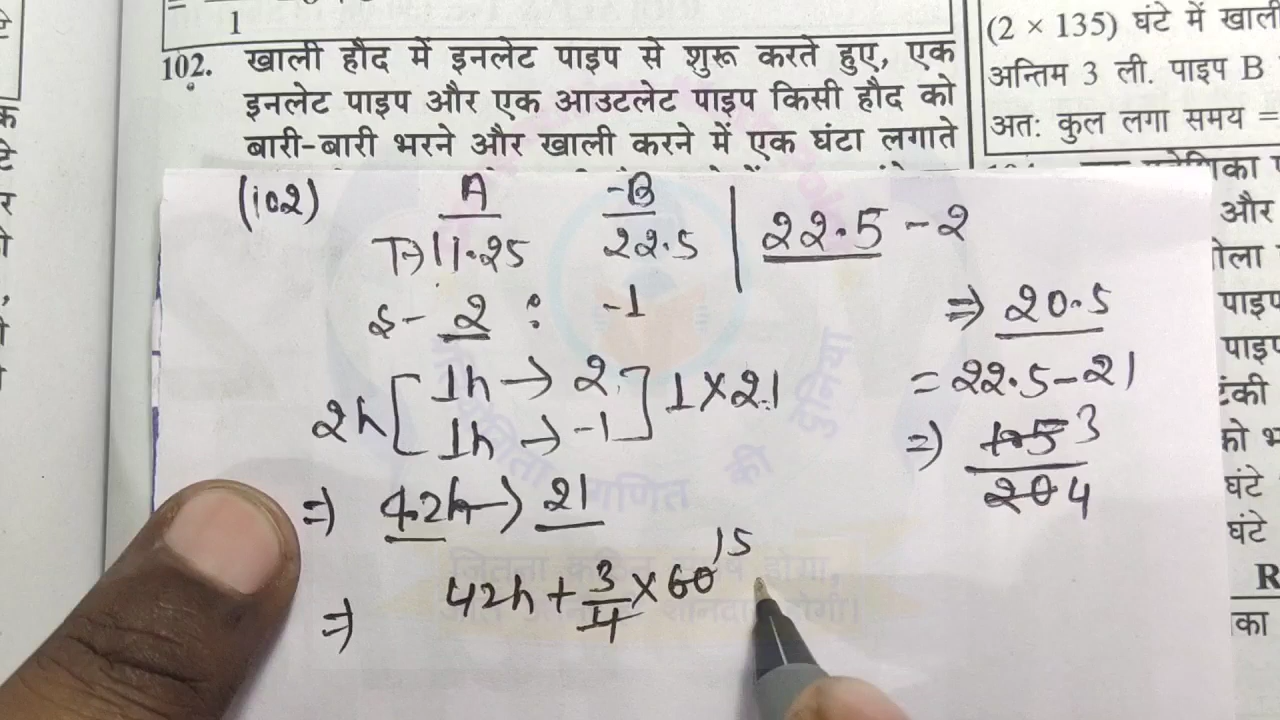 1
102. खाली हौद में इनलेट पाइप से शुरू करते हुए, एक
इनलेट पाइप और एक आउटलेट पाइप किसी हौद को
बारी-बारी भरने और खाली करने में एक घंटा लगाते
(2 × 135) घंटे में खाली
अन्तिम 3 ली. पाइप B
अतः कुल लगा समय =
और
पाइप
घंटे
घंटे
R
का
(102) A -B
T→11.25 22.5 22.5 - 2
2 : -1 ⇒ 20.5
2h [ 1h → 2 ] 1×21 = 22.5-21
1h → -1
⇒ 42h → 21 ⇒ 1.5 3
20 4
⇒ 42h + 3/4 × 60 15